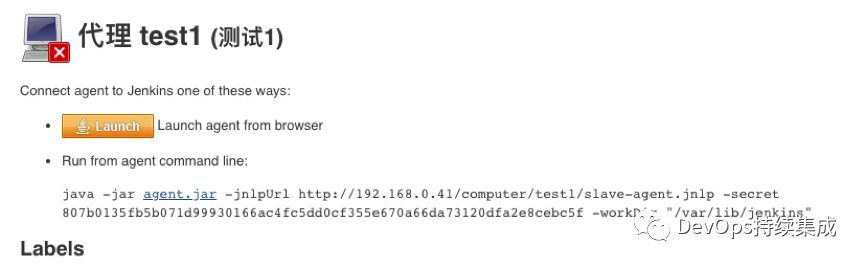 代理 test1 (测试1)
Connect agent to Jenkins one of these ways:
Launch Launch agent from browser
Run from agent command line:
java -jar agent.jar -jnlpUrl http://192.168.0.41/computer/test1/slave-agent.jnlp -secret
807b0135fb5b071d99930166ac4fc5dd0cf355e670a66da73120dfa2e8cebc5f -workDir "/var/lib/jenkins"
DevOps持续集成
Labels